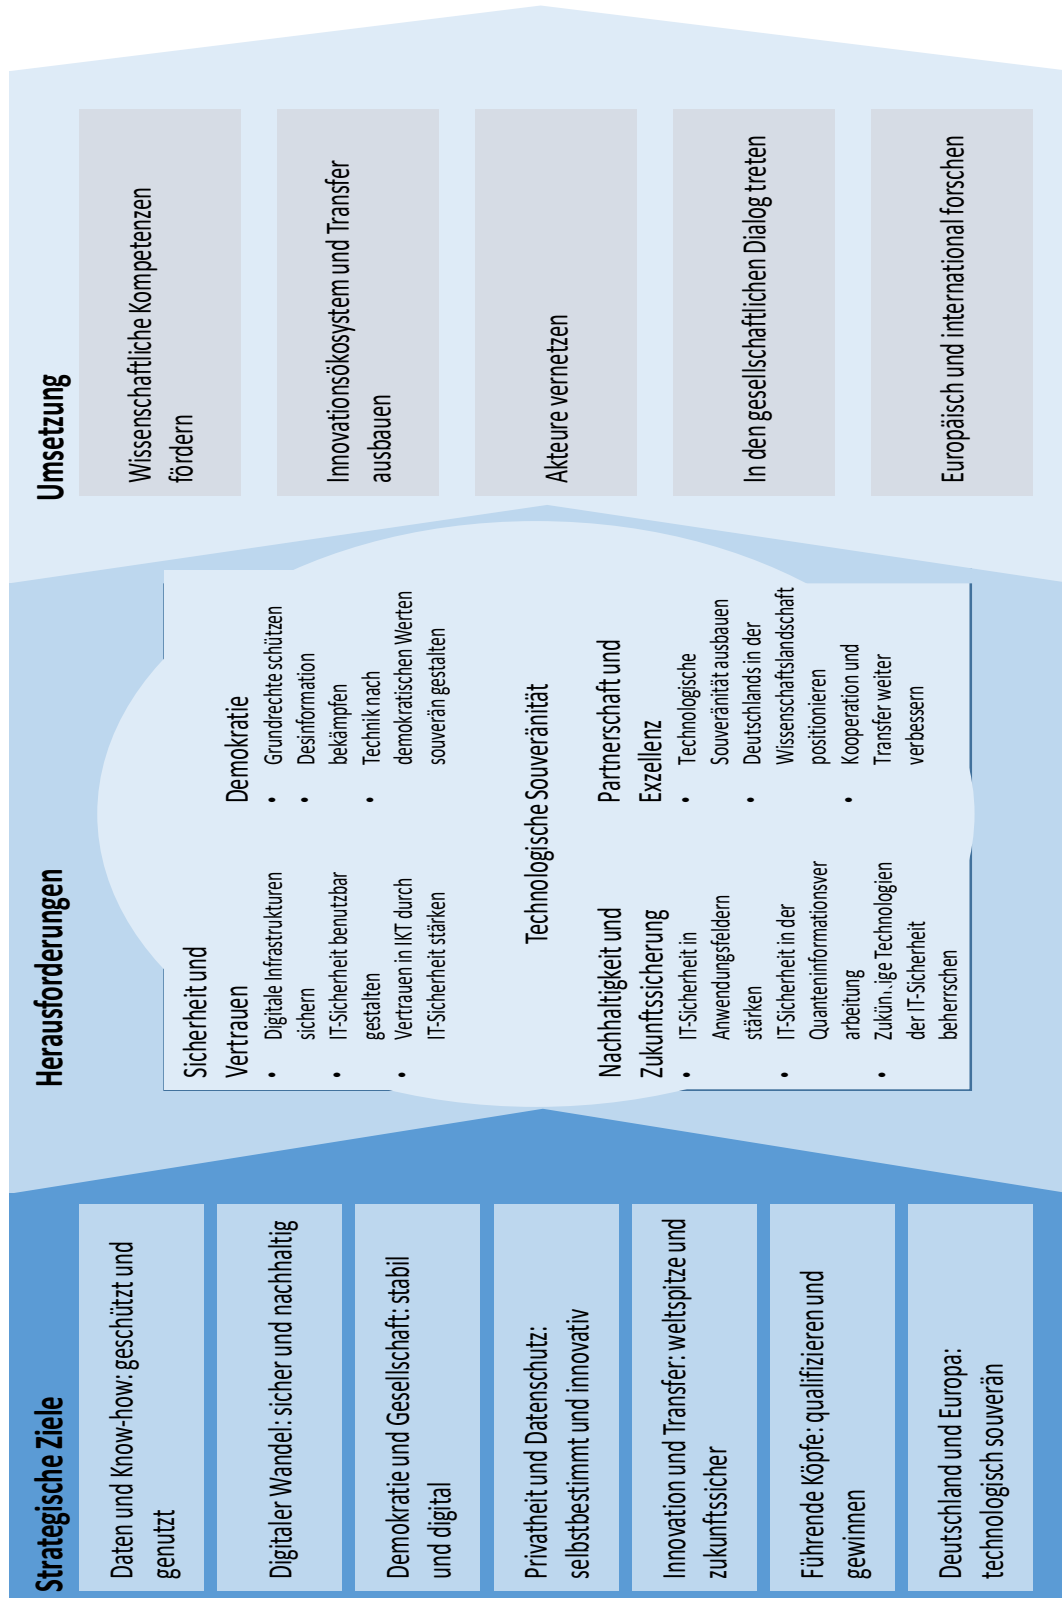 Strategische Ziele
Daten und Know-how: geschützt und
genutzt
Digitaler Wandel: sicher und nachhaltig
Demokratie und Gesellschaft: stabil
und digital
Privatheit und Datenschutz:
selbstbestimmt und innovativ
Innovation und Transfer: weltspitze und
zukunftssicher
Führende Köpfe: qualifizieren und
gewinnen
Deutschland und Europa:
technologisch souverän
Herausforderungen
Sicherheit und
Vertrauen
• Digitale Infrastrukturen
sichern
• IT-Sicherheit benutzbar
gestalten
• Vertrauen in IKT durch
IT-Sicherheit stärken
Demokratie
• Grundrechte schützen
• Desinformation
bekämpfen
• Technik nach
demokratischen Werten
souverän gestalten
Technologische Souveränität
Nachhaltigkeit und
Zukunftssicherung
• IT-Sicherheit in
Anwendungsfeldern
stärken
• IT-Sicherheit in der
Quanteninformationsver
arbeitung
• Technologien
der IT-Sicherheit
beherrschen
Partnerschaft und
Exzellenz
• Technologische
Souveränität ausbauen
• Deutschlands in der
Wissenschaftslandschaft
positionieren
• Kooperation und
Transfer weiter
verbessern
Umsetzung
Wissenschaftliche Kompetenzen
fördern
Innovationsökosystem und Transfer
ausbauen
Akteure vernetzen
In den gesellschaftlichen Dialog treten
Europäisch und international forschen